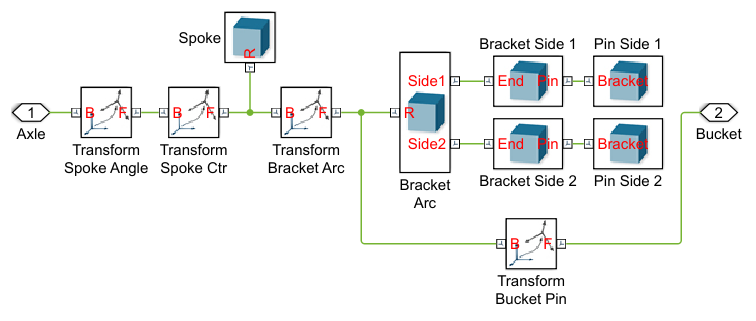 Spoke
R
1
Axle
B F
Transform
Spoke Angle
B F
Transform
Spoke Ctr
B F
Transform
Bracket Arc
R
Side1
Side2
Bracket
Arc
Bracket Side 1
End Pin
Pin Side 1
Bracket
End Pin
Bracket Side 2
Bracket
Pin Side 2
2
Bucket
B F
Transform
Bucket Pin